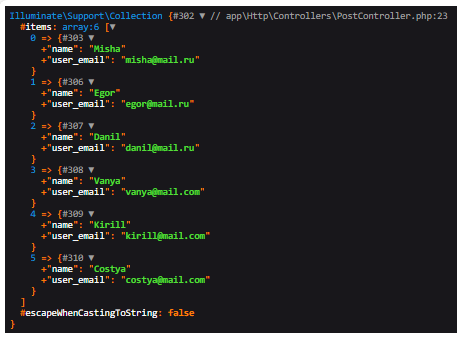 Illuminate\Support\Collection {#302 ▼ // app\Http\Controllers\PostController.php:23
#items: array:6 [▼
0 => {#303 ▼
+"name": "Misha"
+"user_email": "misha@mail.ru"
}
1 => {#306 ▼
+"name": "Egor"
+"user_email": "egor@mail.ru"
}
2 => {#307 ▼
+"name": "Danil"
+"user_email": "danil@mail.ru"
}
3 => {#308 ▼
+"name": "Vanya"
+"user_email": "vanya@mail.com"
}
4 => {#309 ▼
+"name": "Kirill"
+"user_email": "kirill@mail.com"
}
5 => {#310 ▼
+"name": "Costya"
+"user_email": "costya@mail.com"
}
]
#escapeWhenCastingToString: false
}